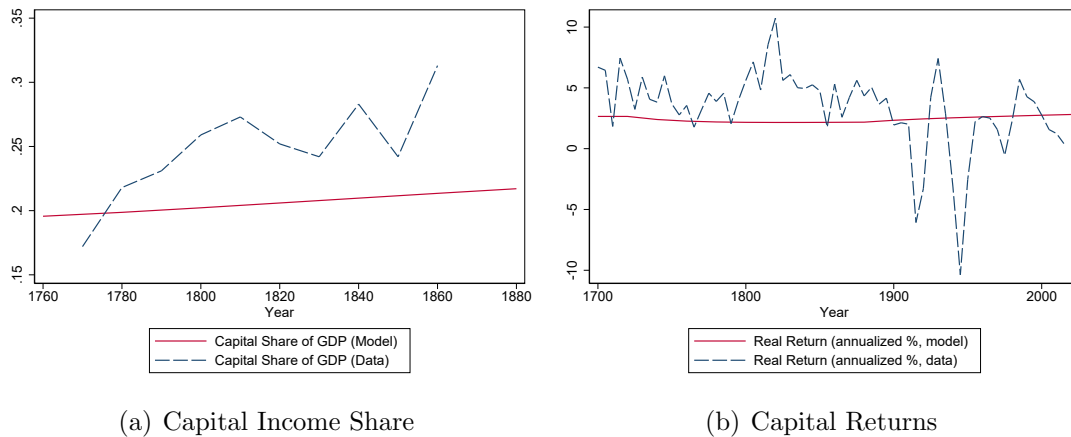 .35
.3
.25
.2
.15
1760 1780 1800 1820 1840 1860 1880
Year
Capital Share of GDP (Model)
Capital Share of GDP (Data)
(a) Capital Income Share
10
5
0
-5
-10
1700 1800 1900 2000
Year
Real Return (annualized %, model)
Real Return (annualized %, data)
(b) Capital Returns